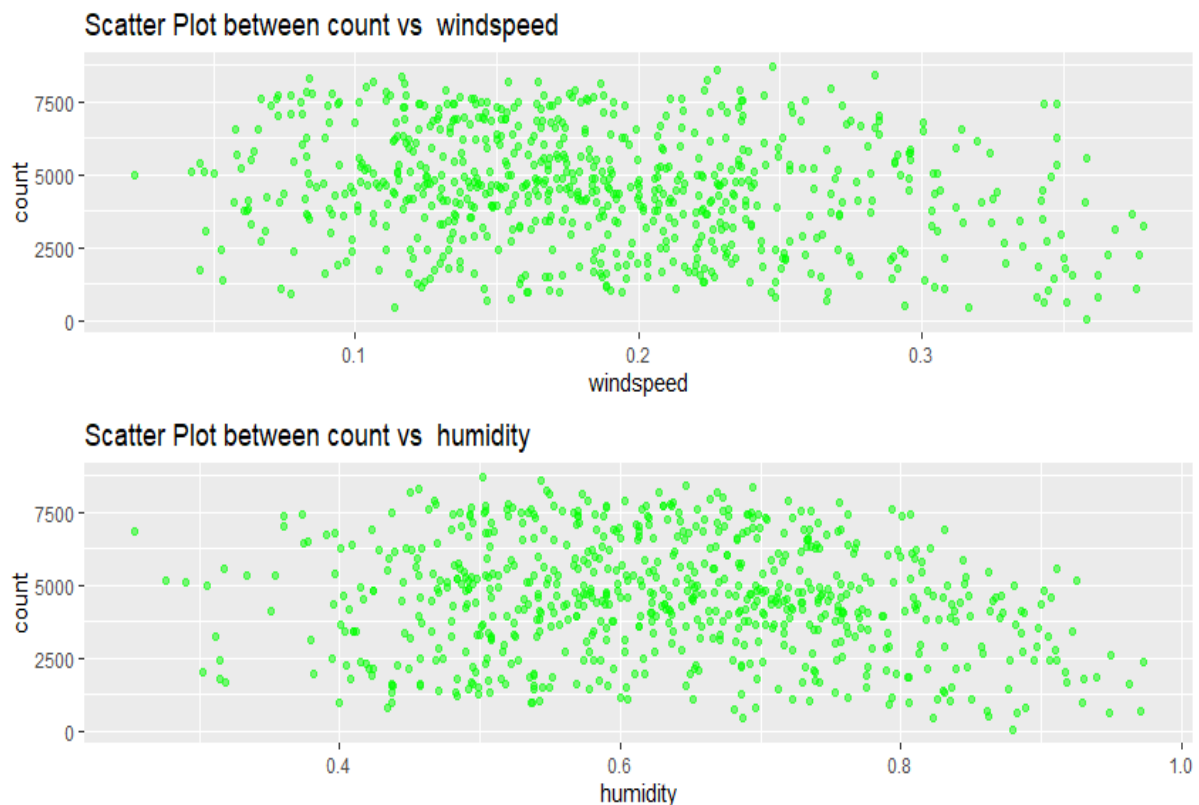 Scatter Plot between count vs  windspeed
7500
5000
2500
0
count
0.1 0.2 0.3
windspeed
Scatter Plot between count vs  humidity
7500
5000
2500
0
count
0.4 0.6 0.8 1.0
humidity